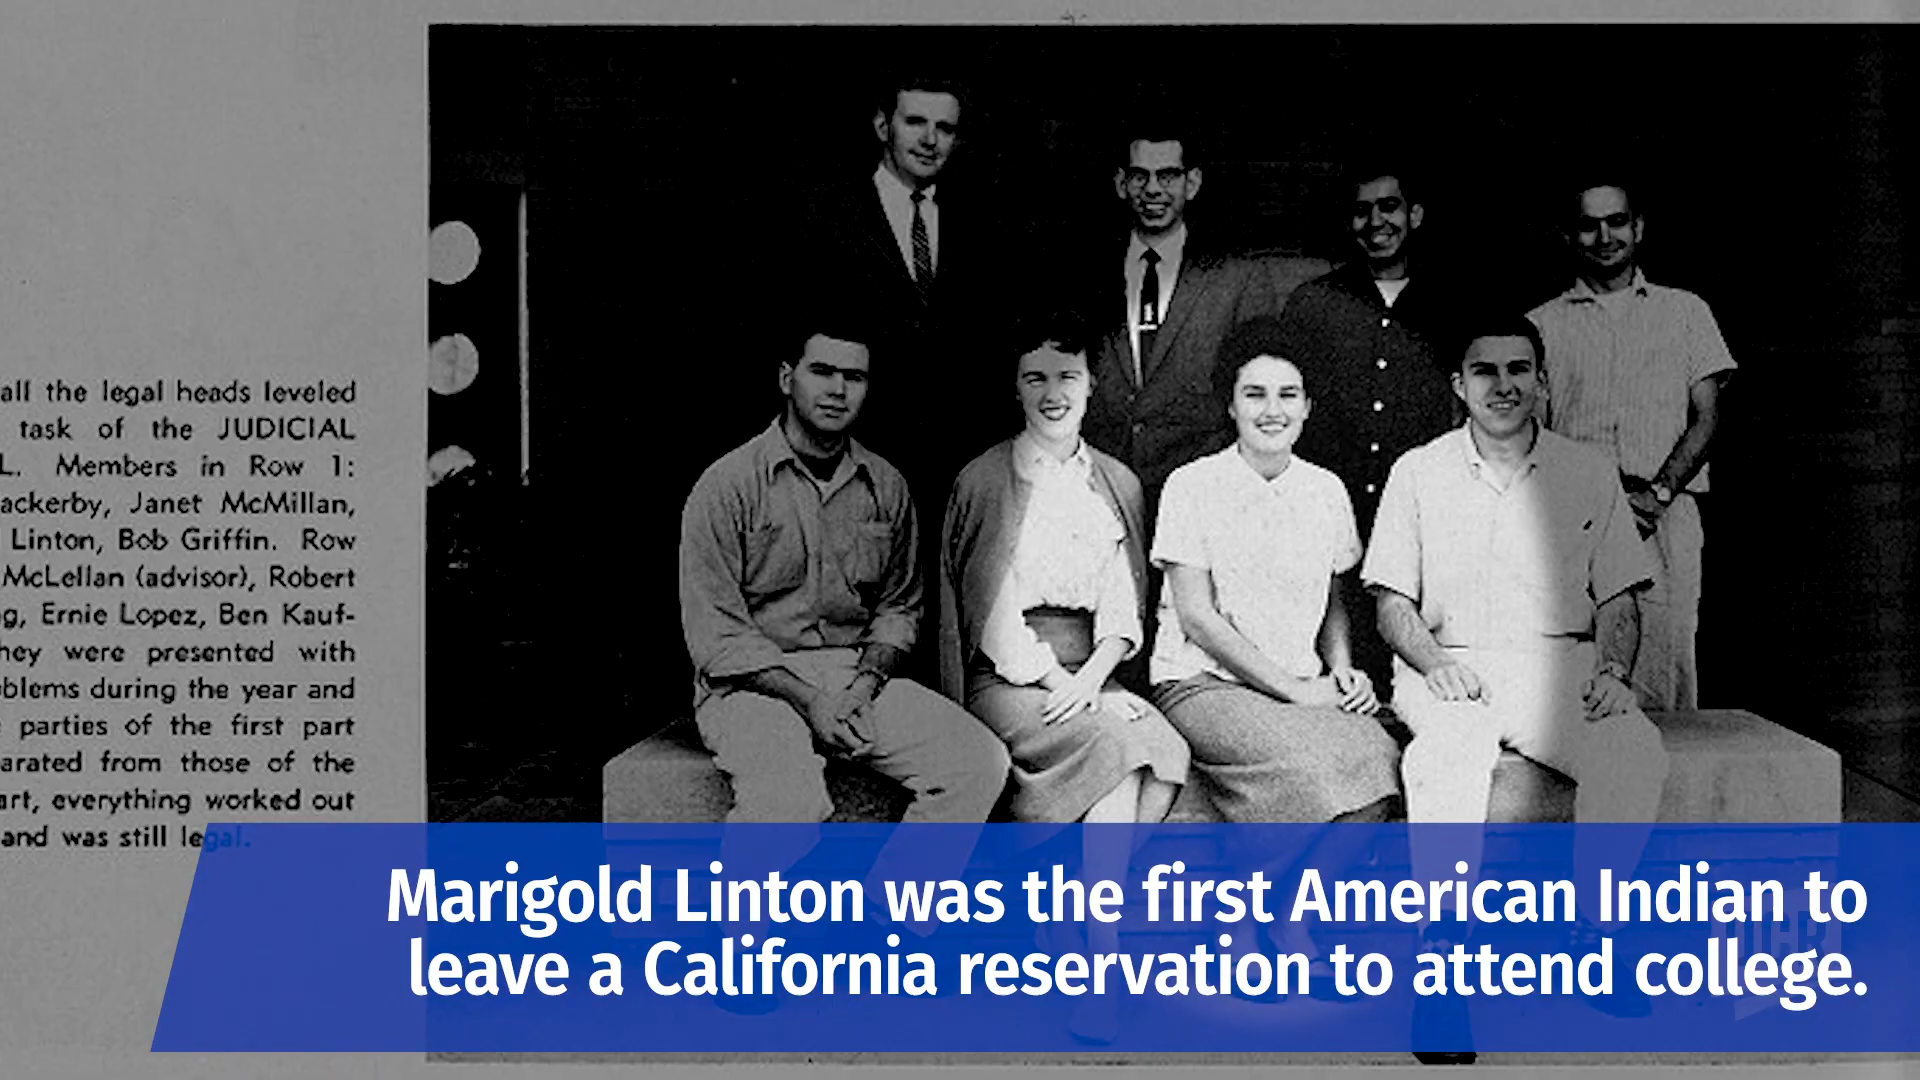 all the legal heads leveled
task of the JUDICIAL
L. Members in Row 1:
ackerby, Janet McMillan,
Linton, Bob Griffin. Row
McLellan (advisor), Robert
g, Ernie Lopez, Ben Kauf-
hey were presented with
blems during the year and
parties of the first part
arated from those of the
art, everything worked out
and was still legal.
Marigold Linton was the first American Indian to
leave a California reservation to attend college.
UCR